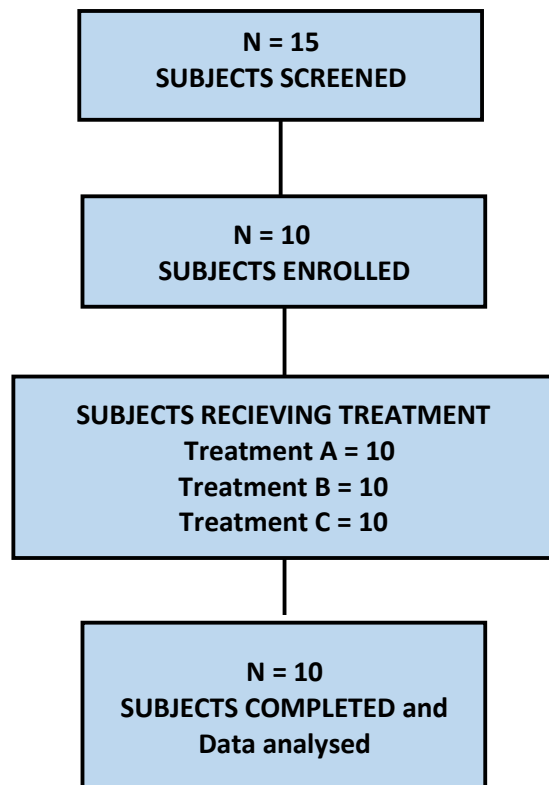 N = 15
SUBJECTS SCREENED
N = 10
SUBJECTS ENROLLED
SUBJECTS RECIEVING TREATMENT
Treatment A = 10
Treatment B = 10
Treatment C = 10
N = 10
SUBJECTS COMPLETED and
Data analysed